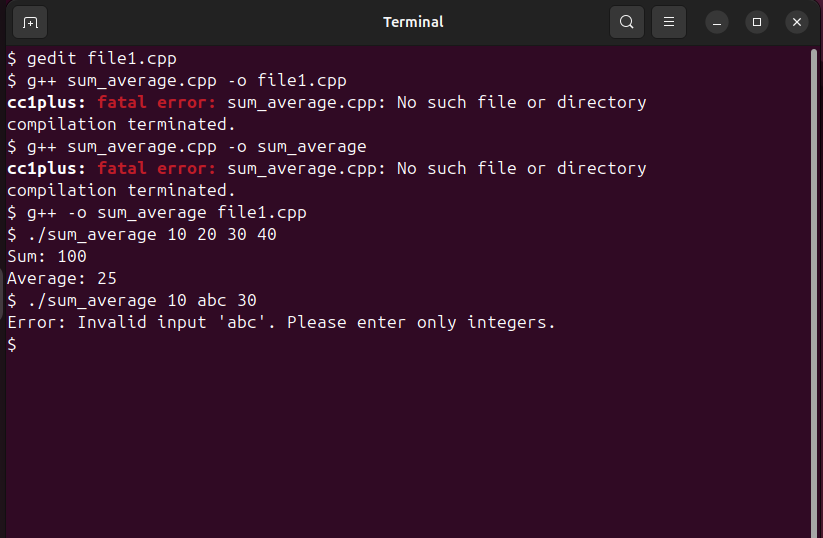 Terminal
$ gedit file1.cpp
$ g++ sum_average.cpp -o file1.cpp
cc1plus: fatal error: sum_average.cpp: No such file or directory
compilation terminated.
$ g++ sum_average.cpp -o sum_average
cc1plus: fatal error: sum_average.cpp: No such file or directory
compilation terminated.
$ g++ -o sum_average file1.cpp
$ ./sum_average 10 20 30 40
Sum: 100
Average: 25
$ ./sum_average 10 abc 30
Error: Invalid input 'abc'. Please enter only integers.
$